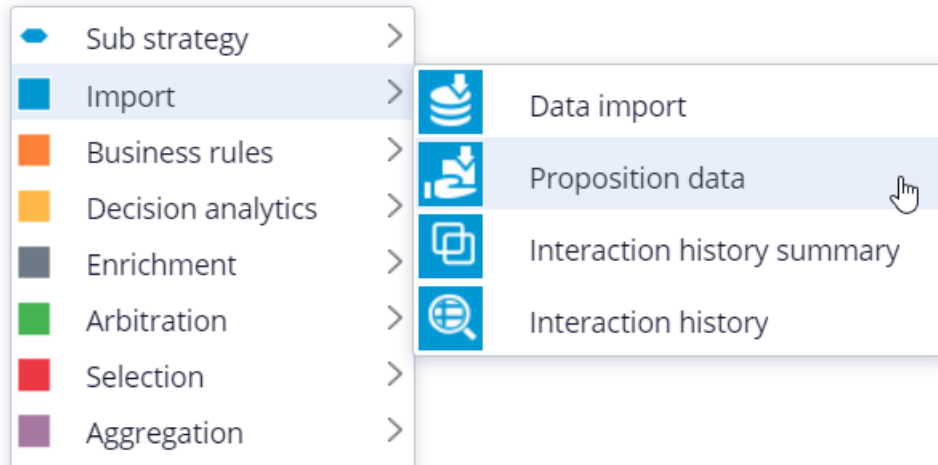 Sub strategy
Import
Business rules
Decision analytics
Enrichment
Arbitration
Selection
Aggregation
Data import
Proposition data
Interaction history summary
Interaction history